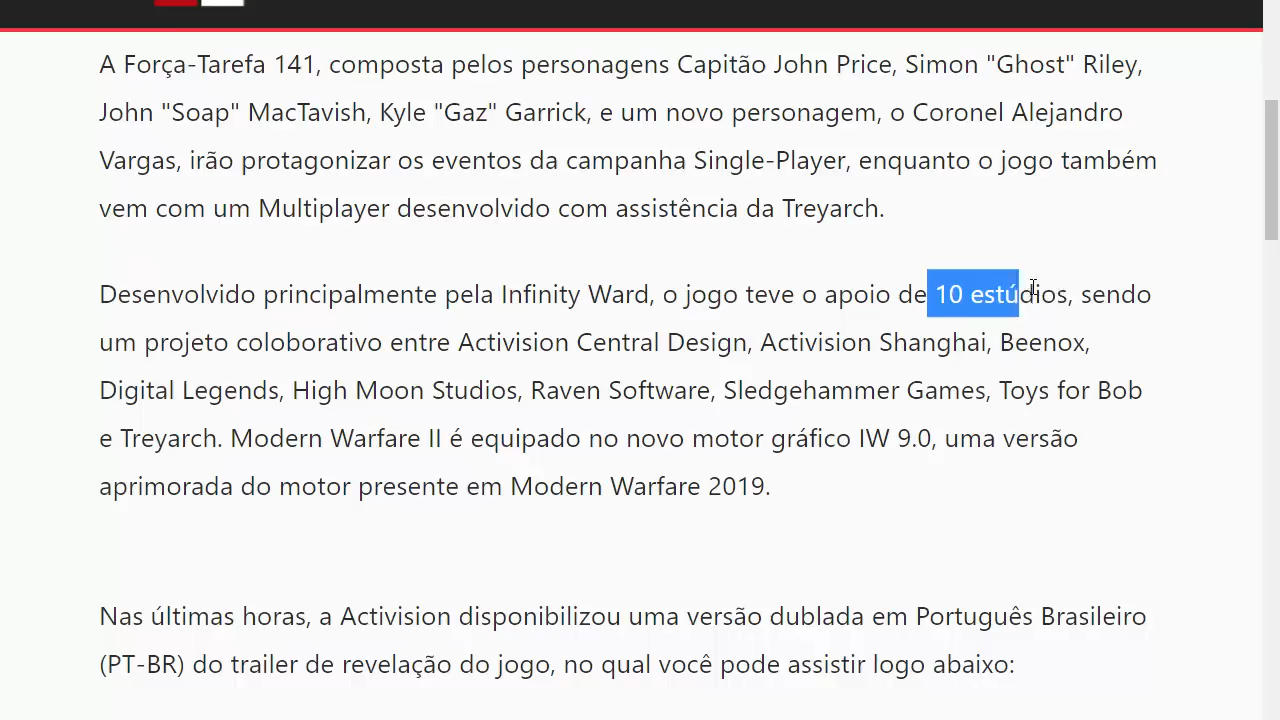 A Força-Tarefa 141, composta pelos personagens Capitão John Price, Simon "Ghost" Riley,
John "Soap" MacTavish, Kyle "Gaz" Garrick, e um novo personagem, o Coronel Alejandro
Vargas, irão protagonizar os eventos da campanha Single-Player, enquanto o jogo também
vem com um Multiplayer desenvolvido com assistência da Treyarch.
Desenvolvido principalmente pela Infinity Ward, o jogo teve o apoio de 10 estúdios, sendo
um projeto coloborativo entre Activision Central Design, Activision Shanghai, Beenox,
Digital Legends, High Moon Studios, Raven Software, Sledgehammer Games, Toys for Bob
e Treyarch. Modern Warfare II é equipado no novo motor gráfico IW 9.0, uma versão
aprimorada do motor presente em Modern Warfare 2019.
Nas últimas horas, a Activision disponibilizou uma versão dublada em Português Brasileiro
(PT-BR) do trailer de revelação do jogo, no qual você pode assistir logo abaixo: